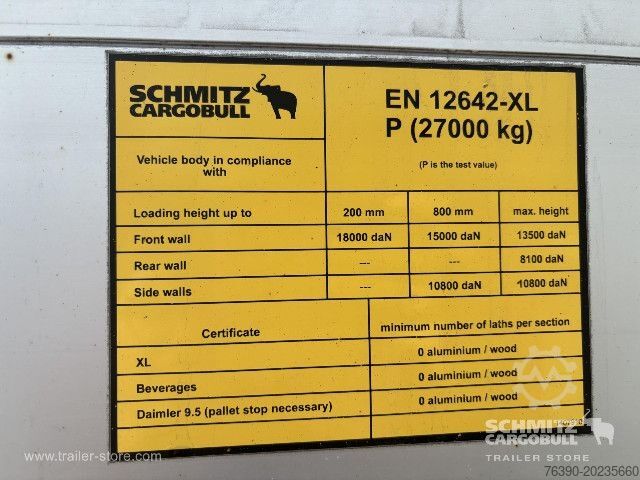 SCHMITZ
CARGOBULL
EN 12642-XL
P (27000 kg)
Vehicle body in compliance
with
(P is the test value)
Loading height up to 200 mm 800 mm max. height
Front wall 18000 daN 15000 daN 13500 daN
Rear wall --- --- 8100 daN
Side walls --- 10800 daN 10800 daN
Certificate minimum number of laths per section
XL 0 aluminium / wood
Beverages 0 aluminium / wood
Daimler 9.5 (pallet stop necessary) 0 aluminium / wood
SCHMITZ
CARGOBULL
TRAILER STORE
www.trailer-store.com
76390-20235660